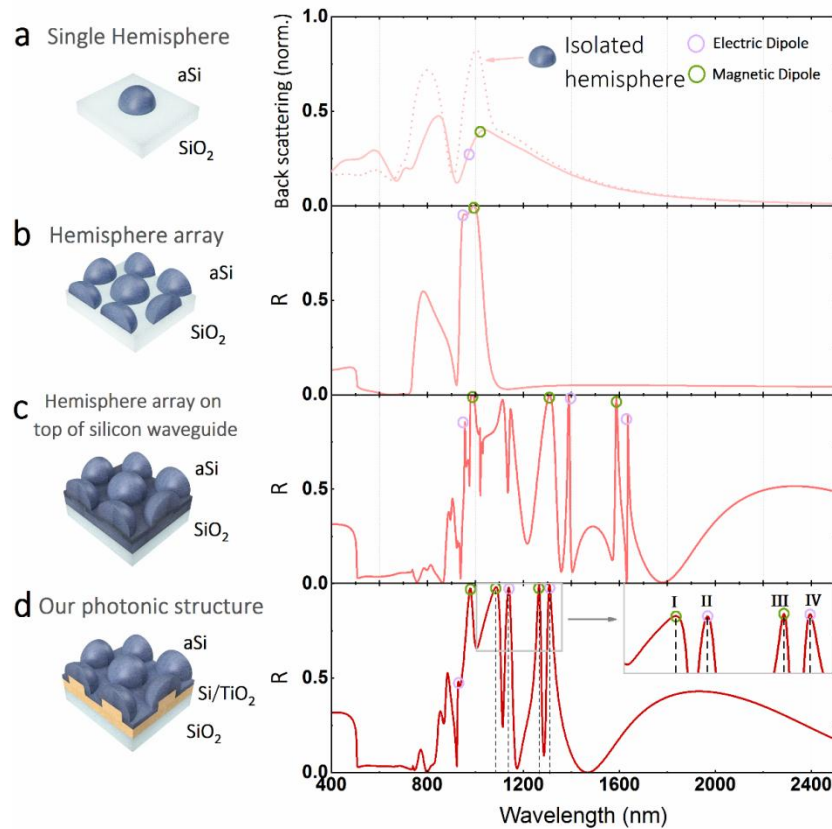 a Single Hemisphere
aSi
SiO2
Back scattering (norm.)
1.0
0.5
0.0
Isolated
hemisphere
Electric Dipole
Magnetic Dipole
b Hemisphere array
aSi
SiO2
R
0.5
0.0
c Hemisphere array on
top of silicon waveguide
aSi
SiO2
R
0.5
0.0
d Our photonic structure
aSi
Si/TiO2
SiO2
R
0.5
0.0
I II III IV
400 800 1200 1600 2000 2400
Wavelength (nm)